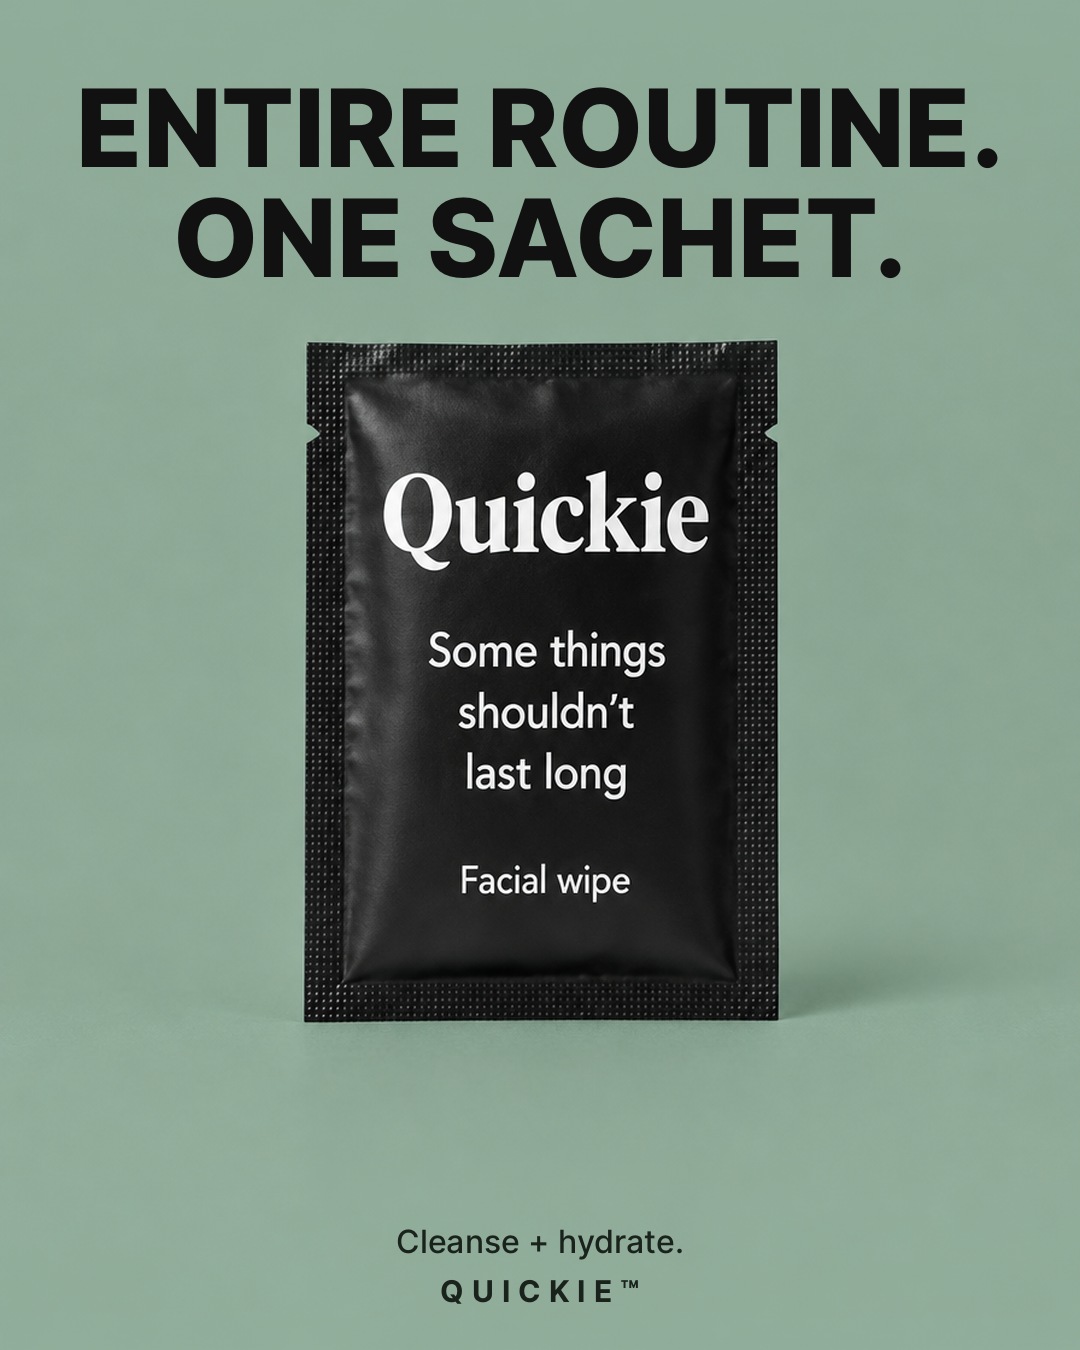 ENTIRE ROUTINE.
ONE SACHET.
Quickie
Some things
shouldn’t
last long
Facial wipe
Cleanse + hydrate.
QUICKIE™